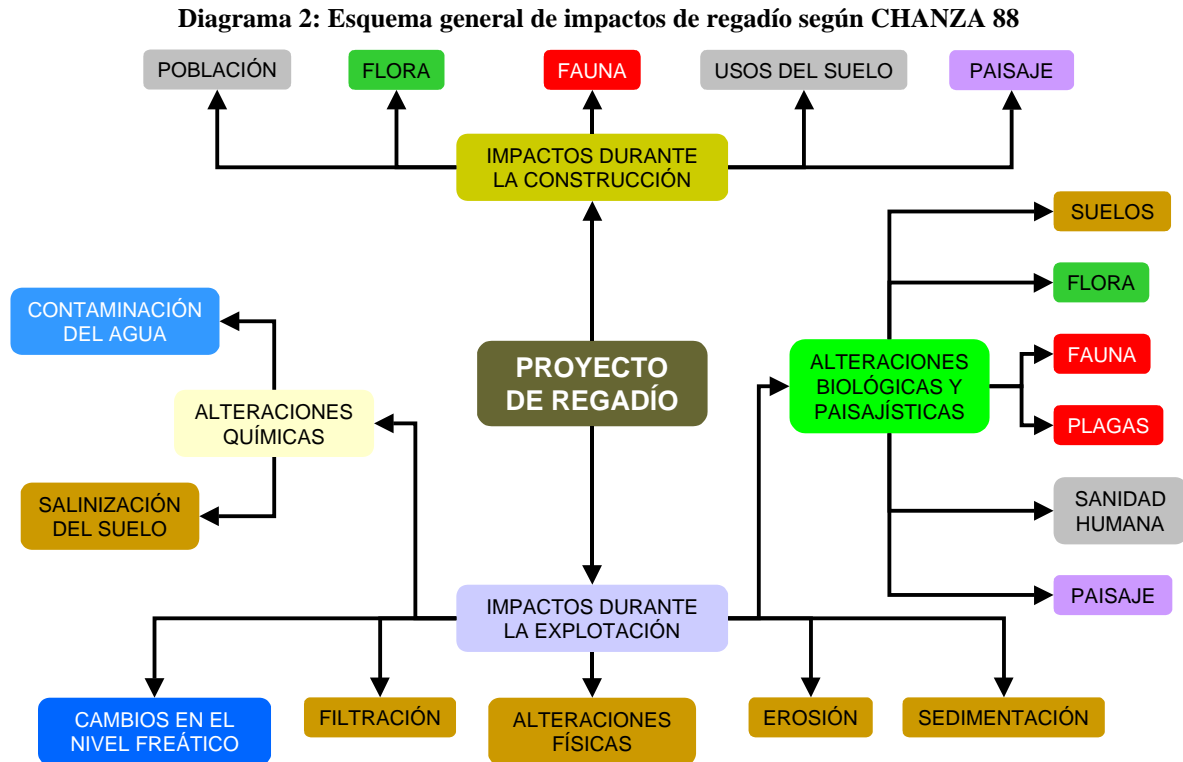 Diagrama 2: Esquema general de impactos de regadío según CHANZA 88
POBLACIÓN
FLORA
FAUNA
USOS DEL SUELO
PAISAJE
IMPACTOS DURANTE
LA CONSTRUCCIÓN
SUELOS
FLORA
CONTAMINACIÓN
DEL AGUA
PROYECTO
DE REGADÍO
ALTERACIONES
BIOLÓGICAS Y
PAISAJÍSTICAS
FAUNA
PLAGAS
ALTERACIONES
QUÍMICAS
SALINIZACIÓN
DEL SUELO
SANIDAD
HUMANA
PAISAJE
IMPACTOS DURANTE
LA EXPLOTACIÓN
CAMBIOS EN EL
NIVEL FREÁTICO
FILTRACIÓN
ALTERACIONES
FÍSICAS
EROSIÓN
SEDIMENTACIÓN